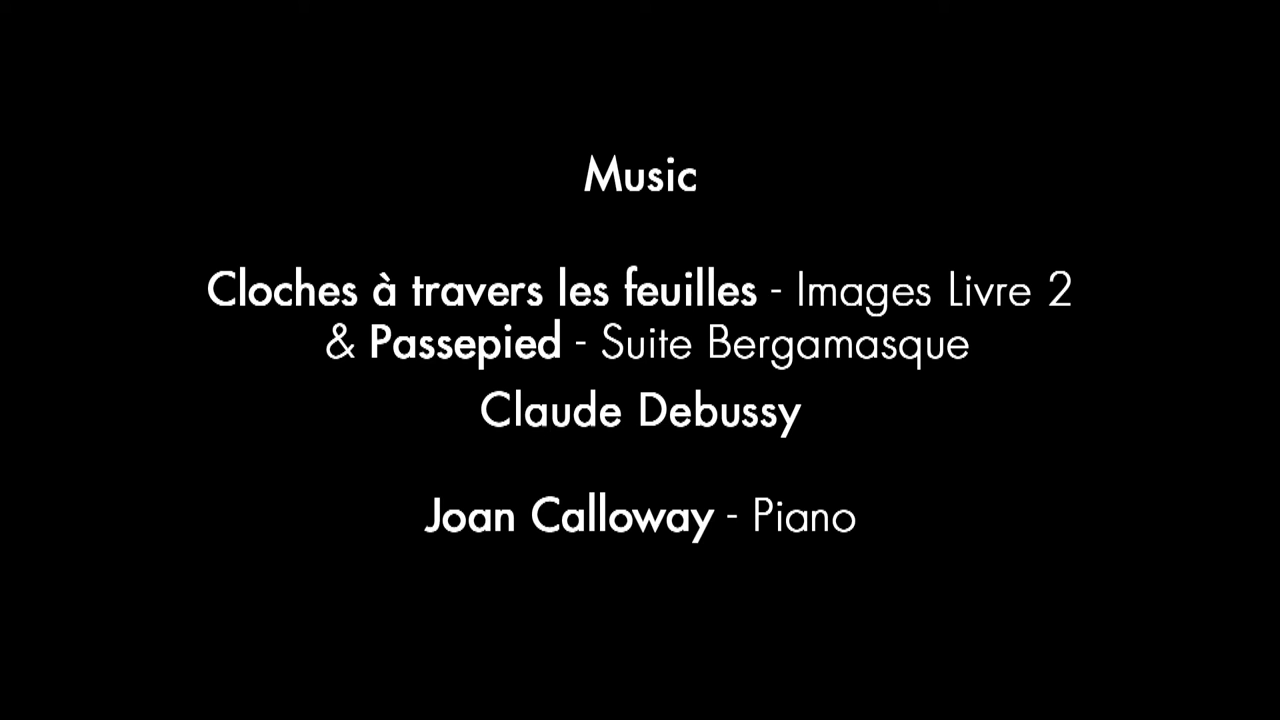 Music
Cloches à travers les feuilles - Images Livre 2
& Passepied - Suite Bergamasque
Claude Debussy
Joan Calloway - Piano